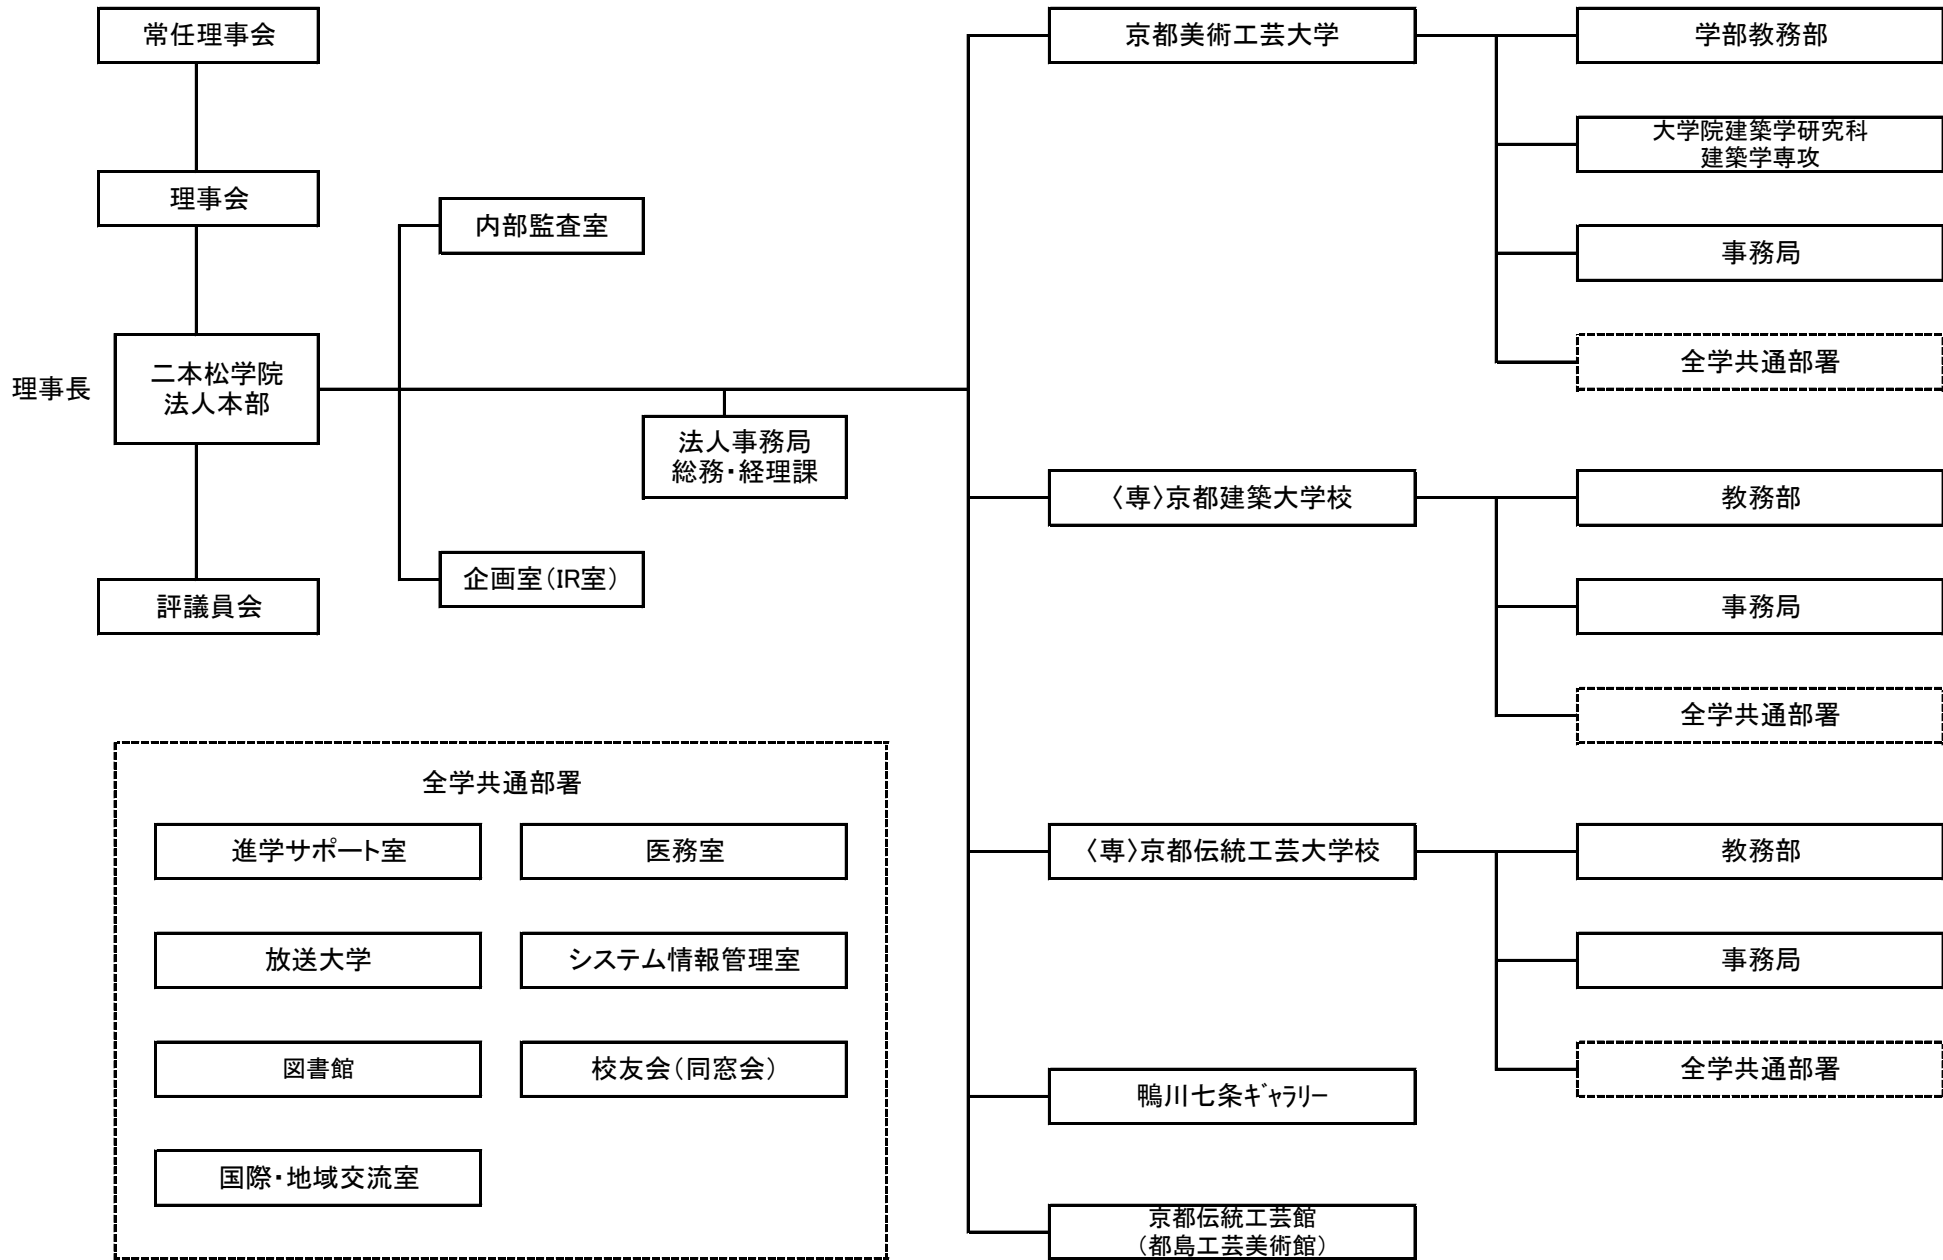 常任理事会
理事会
理事長
二本松学院
法人本部
評議員会
内部監査室
企画室（IR室）
法人事務局
総務・経理課
京都美術工芸大学
学部教務部
大学院建築学研究科
建築学専攻
事務局
全学共通部署
〈専〉京都建築大学校
教務部
事務局
全学共通部署
〈専〉京都伝統工芸大学校
教務部
事務局
全学共通部署
鴨川七条ｷﾞｬﾗﾘｰ
京都伝統工芸館
（都島工芸美術館）
全学共通部署
進学サポート室
医務室
放送大学
システム情報管理室
図書館
校友会（同窓会）
国際・地域交流室